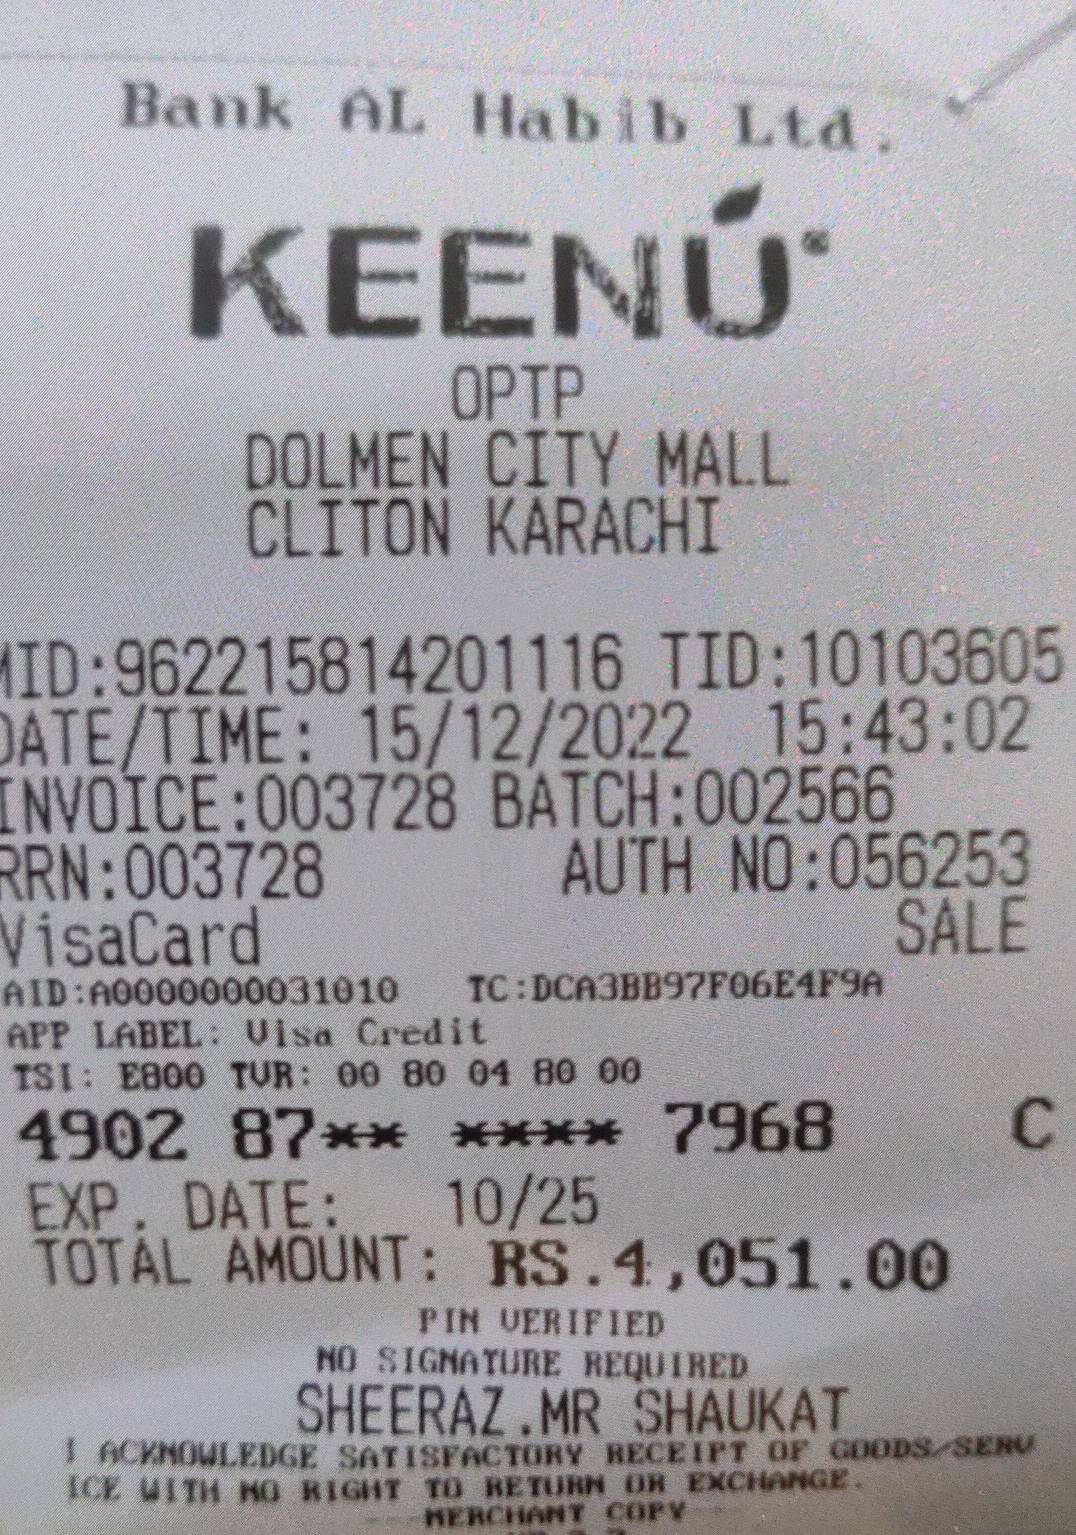 Bank AL Habib Ltd.
KEENÚ®
OPTP
DOLMEN CITY MALL
CLITON KARACHI
MID:962215814201116 TID:10103605
DATE/TIME: 15/12/2022 15:43:02
INVOICE:003728 BATCH:002566
RRN:003728 AUTH NO:056253
VisaCard SALE
AID:A0000000031010 TC:DCA3BB97F06E4F9A
APP LABEL: Visa Credit
TSI: E800 TVR: 00 80 04 80 00
4902 87** **** 7968 C
EXP. DATE: 10/25
TOTAL AMOUNT: RS.4,051.00
PIN VERIFIED
NO SIGNATURE REQUIRED
SHEERAZ.MR SHAUKAT
I ACKNOWLEDGE SATISFACTORY RECEIPT OF GOODS/SERV
ICE WITH NO RIGHT TO RETURN OR EXCHANGE.
MERCHANT COPY